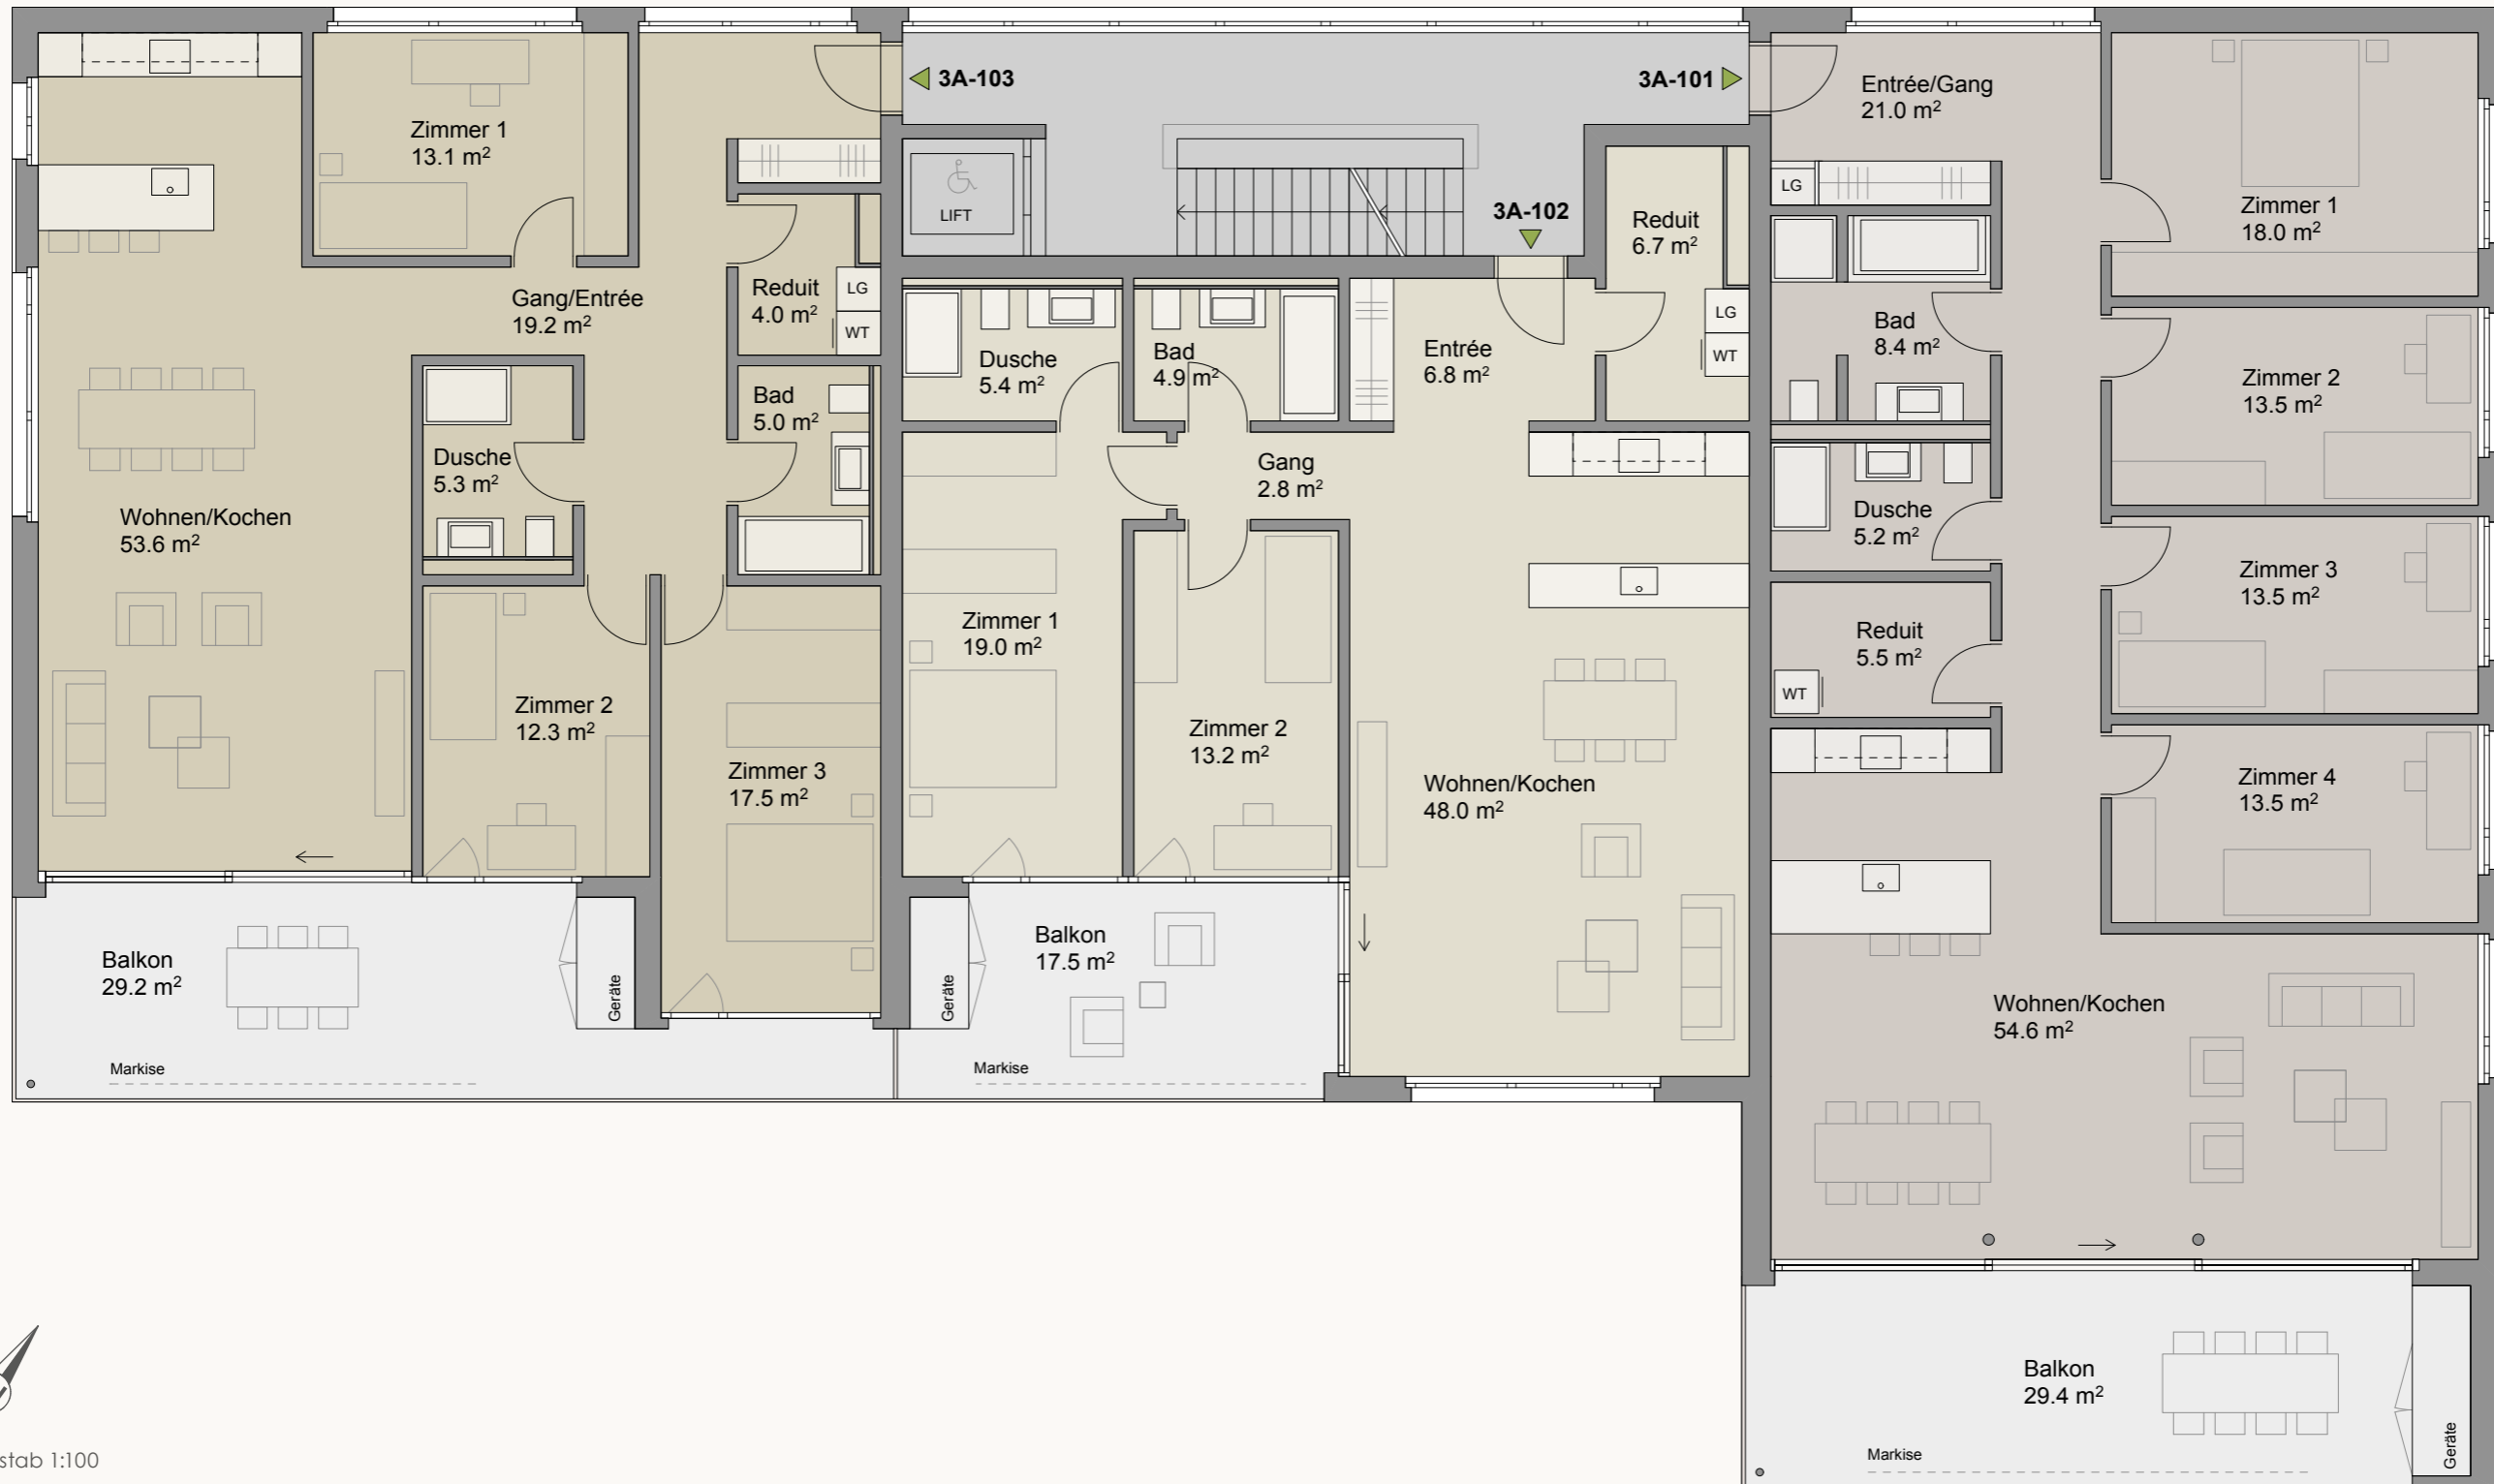 3A-103
3A-101
3A-102
LIFT
Zimmer 1
13.1 m²
Gang/Entrée
19.2 m²
Reduit
4.0 m²
LG
WT
Bad
5.0 m²
Dusche
5.3 m²
Wohnen/Kochen
53.6 m²
Zimmer 2
12.3 m²
Zimmer 3
17.5 m²
Balkon
29.2 m²
Geräte
Markise
Dusche
5.4 m²
Bad
4.9 m²
Entrée
6.8 m²
Reduit
6.7 m²
LG
WT
Gang
2.8 m²
Zimmer 1
19.0 m²
Zimmer 2
13.2 m²
Wohnen/Kochen
48.0 m²
Geräte
Balkon
17.5 m²
Markise
Entrée/Gang
21.0 m²
LG
Zimmer 1
18.0 m²
Bad
8.4 m²
Zimmer 2
13.5 m²
Dusche
5.2 m²
Zimmer 3
13.5 m²
Reduit
5.5 m²
WT
Zimmer 4
13.5 m²
Wohnen/Kochen
54.6 m²
Balkon
29.4 m²
Geräte
Markise
stab 1:100